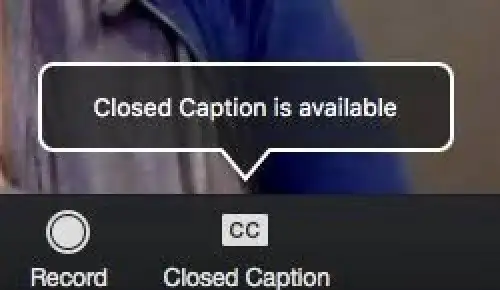 Closed Caption is available
CC
Record
Closed Caption